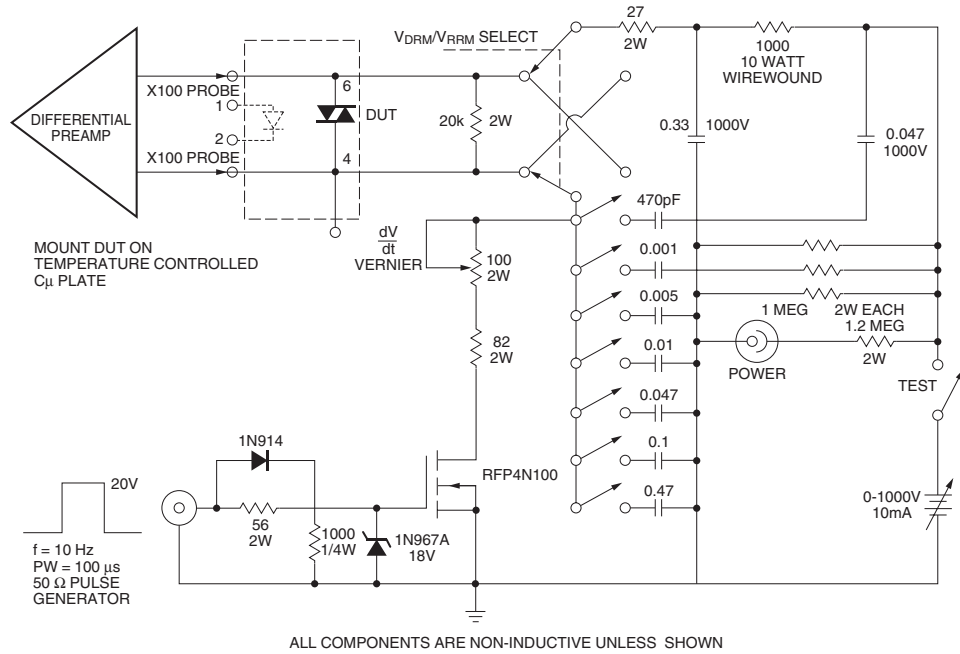 27
2W
V_DRM/V_RRM SELECT
1000
10 WATT
WIREWOUND
X100 PROBE
6
1
DUT
DIFFERENTIAL
PREAMP
20k
2W
0.33
1000V
0.047
1000V
2
X100 PROBE
4
470pF
MOUNT DUT ON
TEMPERATURE CONTROLLED
Cμ PLATE
dV
dt
VERNIER
100
2W
0.001
0.005
1 MEG
2W EACH
1.2 MEG
82
2W
0.01
POWER
2W
TEST
0.047
1N914
0.1
RFP4N100
20V
0.47
0-1000V
10mA
56
2W
1000
1/4W
1N967A
18V
f = 10 Hz
PW = 100 μs
50 Ω PULSE
GENERATOR
ALL COMPONENTS ARE NON-INDUCTIVE UNLESS SHOWN